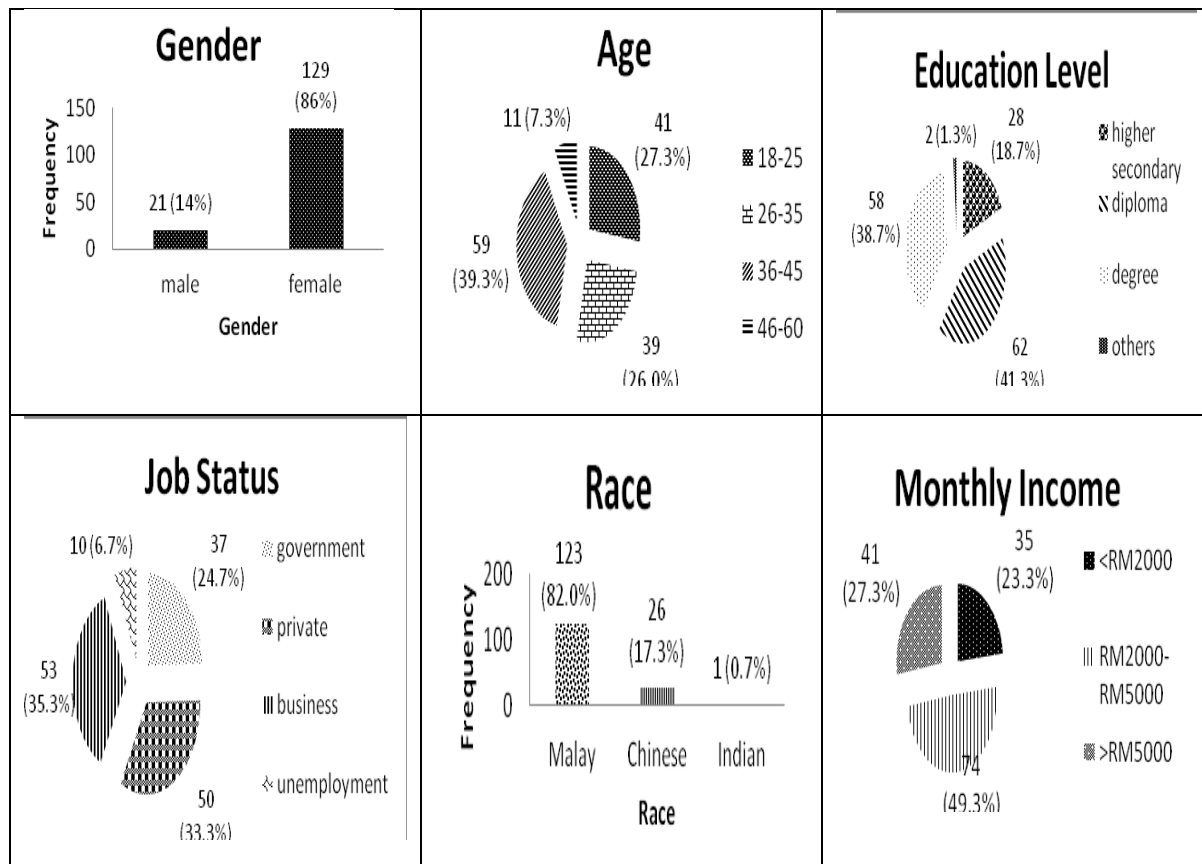 Gender
129
(86%)
150
100
50
0
Frequency
21 (14%)
male
female
Gender
Age
11 (7.3%)
41
(27.3%)
59
(39.3%)
39
(26.0%)
18-25
26-35
36-45
46-60
Education Level
2 (1.3%)
28
(18.7%)
58
(38.7%)
62
(41.3%)
higher
secondary
diploma
degree
others
Job Status
10 (6.7%)
37
(24.7%)
53
(35.3%)
50
(33.3%)
government
private
business
unemployment
Race
123
(82.0%)
26
(17.3%)
1 (0.7%)
200
100
0
Frequency
Malay
Chinese
Indian
Race
Monthly Income
41
(27.3%)
35
(23.3%)
74
(49.3%)
<RM2000
RM2000-
RM5000
>RM5000